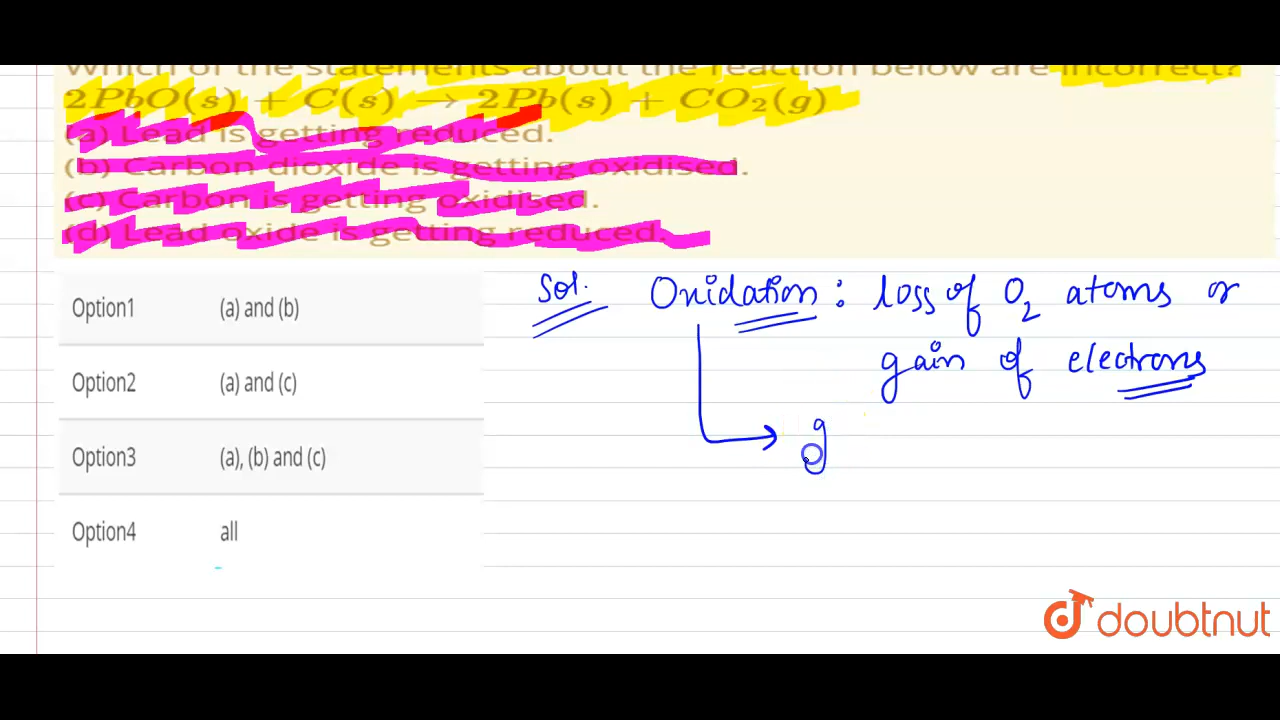 Which of the statements about the reaction below are incorrect?
2PbO(s) + C(s) → 2Pb(s) + CO₂(g)
(a) Lead is getting reduced.
(b) Carbon dioxide is getting oxidised.
(c) Carbon is getting oxidised.
(d) Lead oxide is getting reduced.
Option1 (a) and (b)
Option2 (a) and (c)
Option3 (a), (b) and (c)
Option4 all
Sol. Oxidation : loss of O₂ atoms or
gain of electrons
g
doubtnut